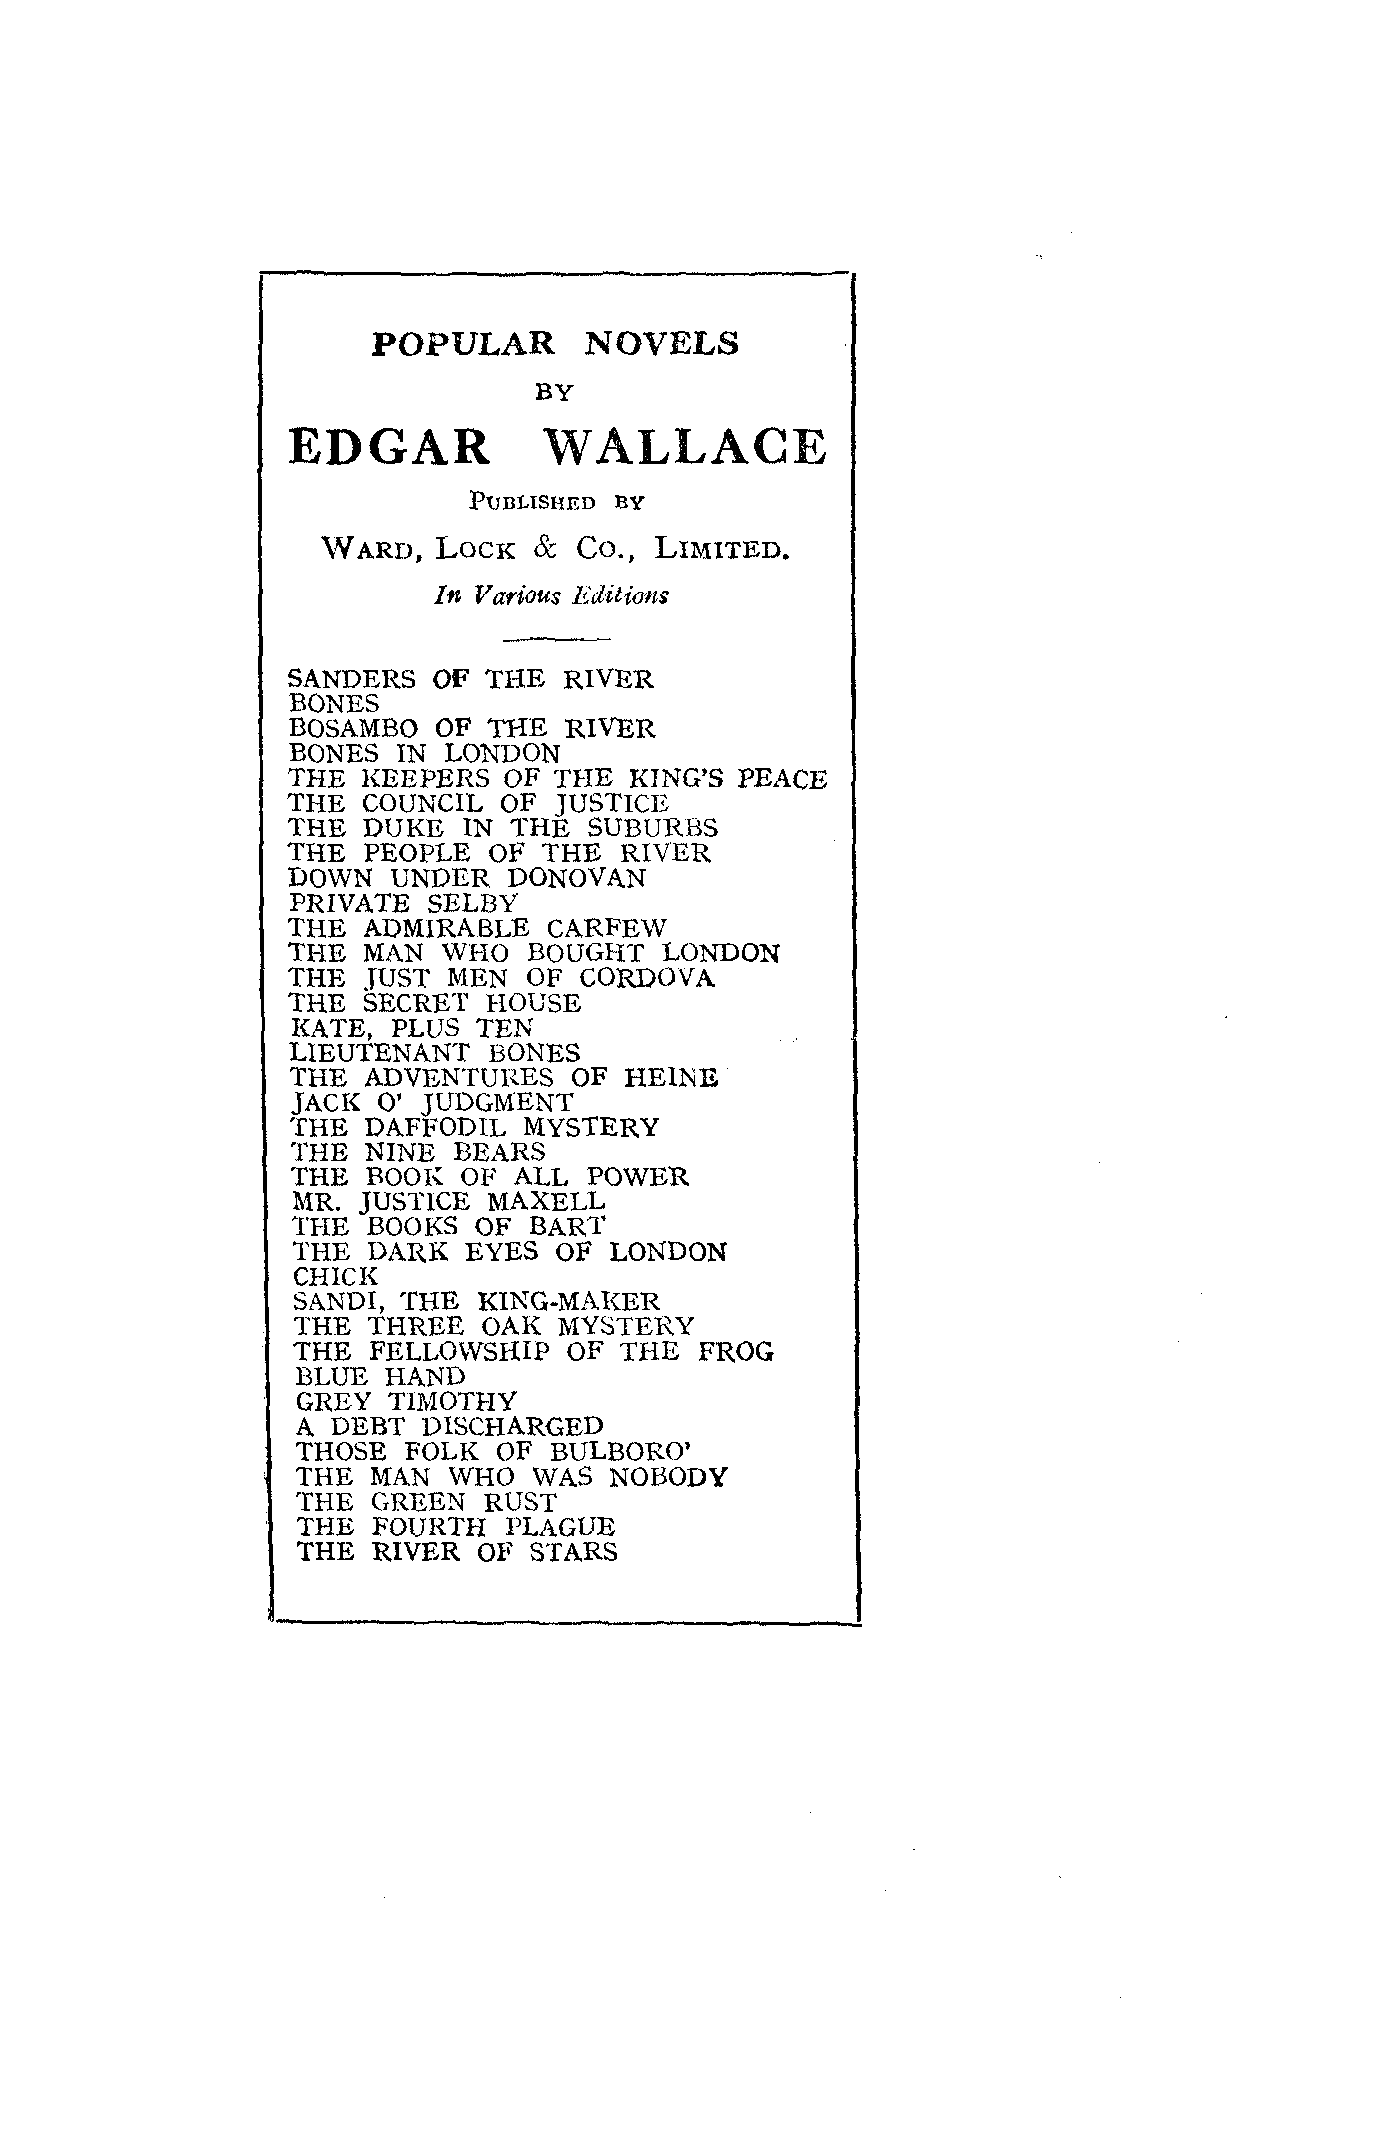 POPULAR NOVELS
BY
EDGAR WALLACE
PUBLISHED BY
WARD, LOCK & CO., LIMITED.
In Various Editions
SANDERS OF THE RIVER
BONES
BOSAMBO OF THE RIVER
BONES IN LONDON
THE KEEPERS OF THE KING'S PEACE
THE COUNCIL OF JUSTICE
THE DUKE IN THE SUBURBS
THE PEOPLE OF THE RIVER
DOWN UNDER DONOVAN
PRIVATE SELBY
THE ADMIRABLE CARFEW
THE MAN WHO BOUGHT LONDON
THE JUST MEN OF CORDOVA
THE SECRET HOUSE
KATE, PLUS TEN
LIEUTENANT BONES
THE ADVENTURES OF HEINE
JACK O' JUDGMENT
THE DAFFODIL MYSTERY
THE NINE BEARS
THE BOOK OF ALL POWER
MR. JUSTICE MAXELL
THE BOOKS OF BART
THE DARK EYES OF LONDON
CHICK
SANDI, THE KING-MAKER
THE THREE OAK MYSTERY
THE FELLOWSHIP OF THE FROG
BLUE HAND
GREY TIMOTHY
A DEBT DISCHARGED
THOSE FOLK OF BULBORO'
THE MAN WHO WAS NOBODY
THE GREEN RUST
THE FOURTH PLAGUE
THE RIVER OF STARS